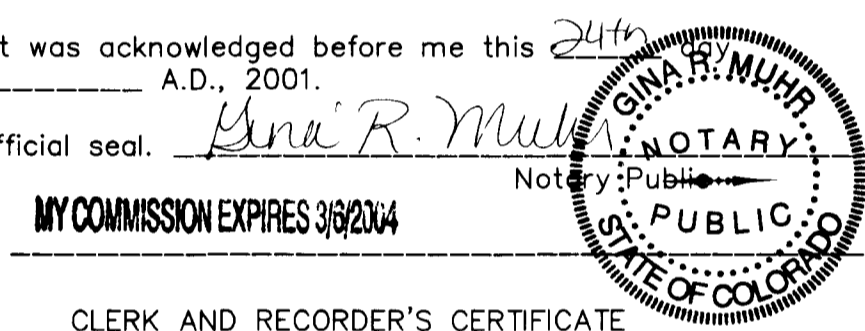 t was acknowledged before me this 24th day
A.D., 2001.
fficial seal. Gina R. Muhr
Notary Public
MY COMMISSION EXPIRES 3/6/2004
GINA R. MUHR
NOTARY
PUBLIC
STATE OF COLORADO
CLERK AND RECORDER'S CERTIFICATE